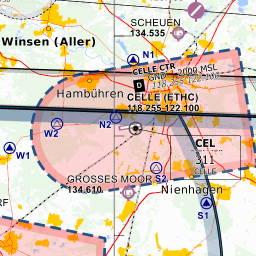 SCHEUEN
134.535
Winsen (Aller)
N1
CELLE CTR
GND 2000 MSL
D
Hambühren
CELLE (ETHC)
118.255 122.100
N2
W2
W1
CEL
311
CELLE
S2
GROSSES MOOR
134.610
Nienhagen
S1